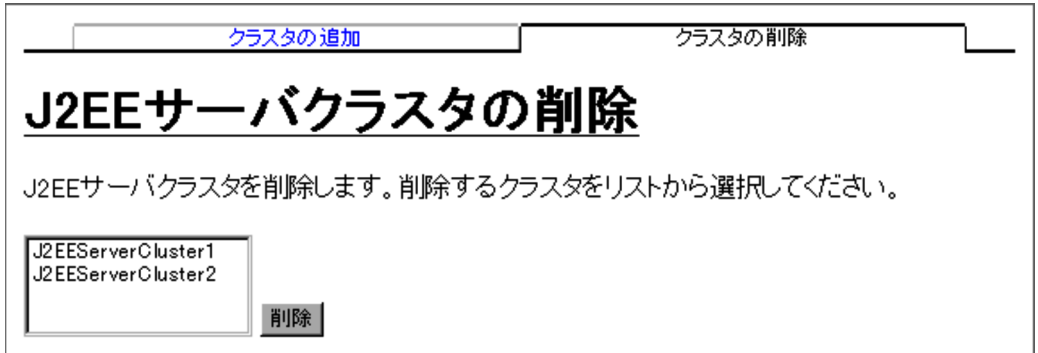 クラスタの追加 クラスタの削除
J2EEサーバクラスタの削除
J2EEサーバクラスタを削除します。削除するクラスタをリストから選択してください。
J2EEServerCluster1
J2EEServerCluster2
削除